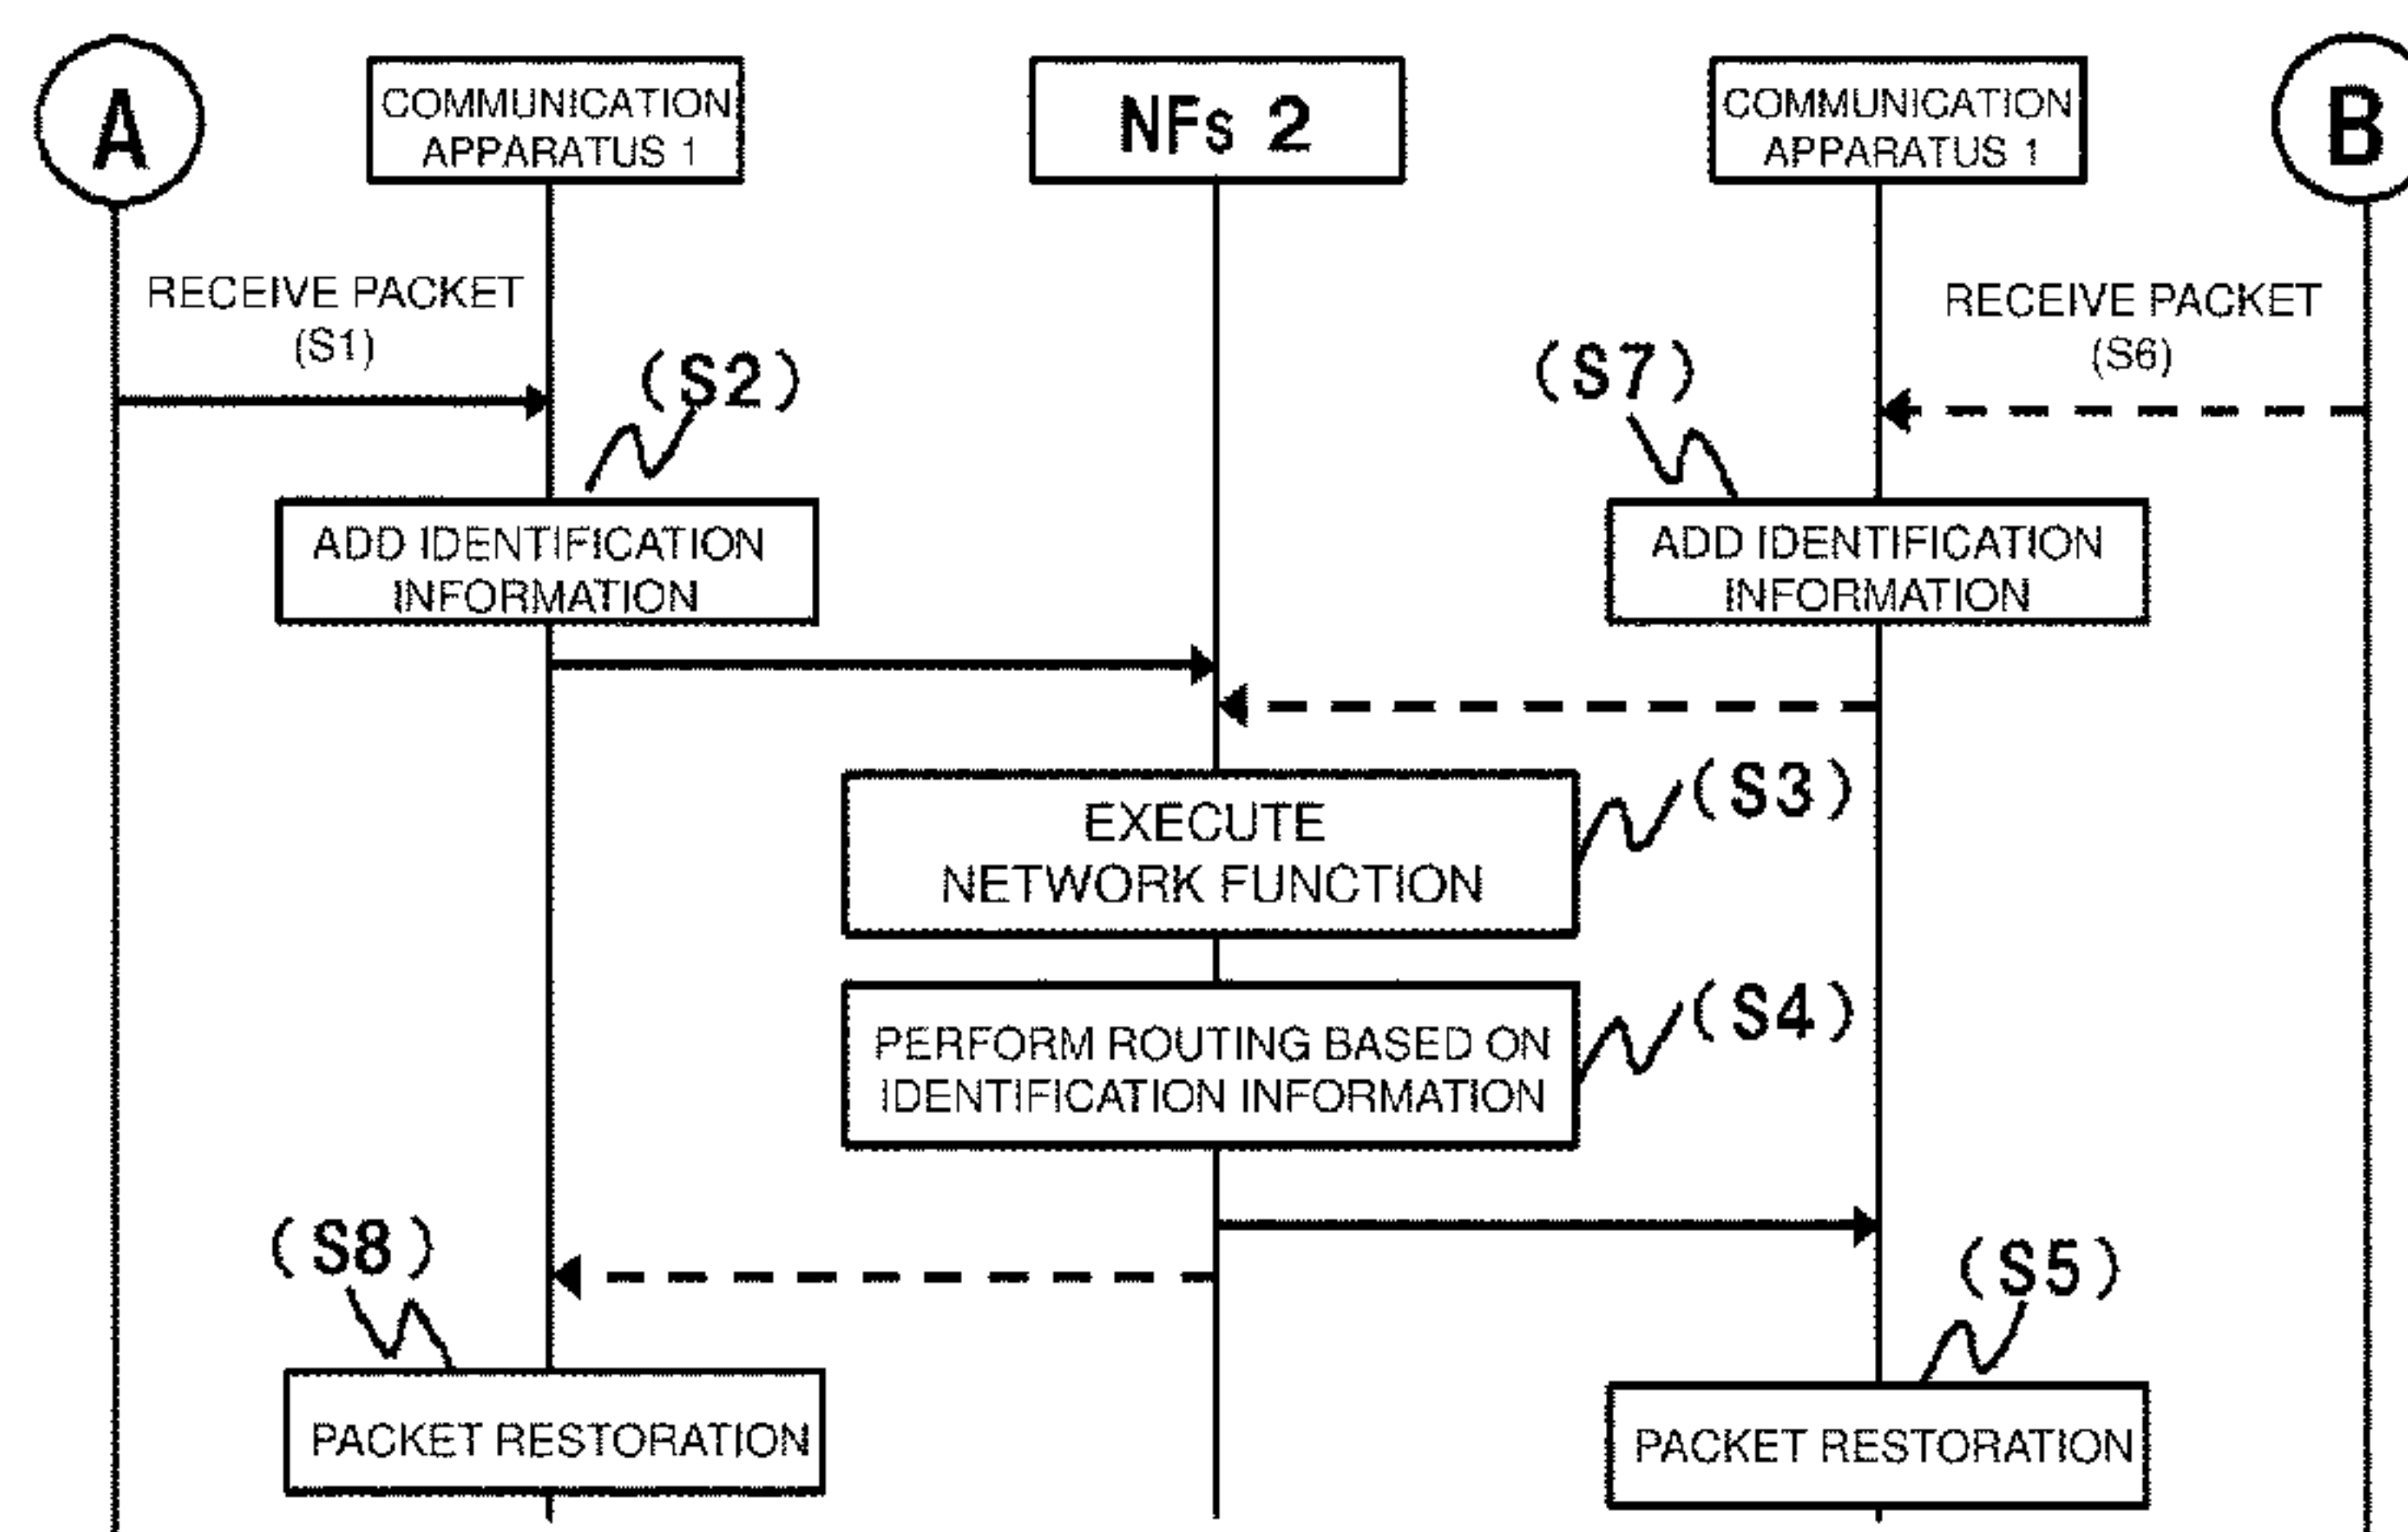 A
COMMUNICATION
APPARATUS 1
NFs 2
COMMUNICATION
APPARATUS 1
B
RECEIVE PACKET
(S1)
RECEIVE PACKET
(S6)
(S2)
(S7)
ADD IDENTIFICATION
INFORMATION
ADD IDENTIFICATION
INFORMATION
EXECUTE
NETWORK FUNCTION
(S3)
PERFORM ROUTING BASED ON
IDENTIFICATION INFORMATION
(S4)
(S8)
(S5)
PACKET RESTORATION
PACKET RESTORATION